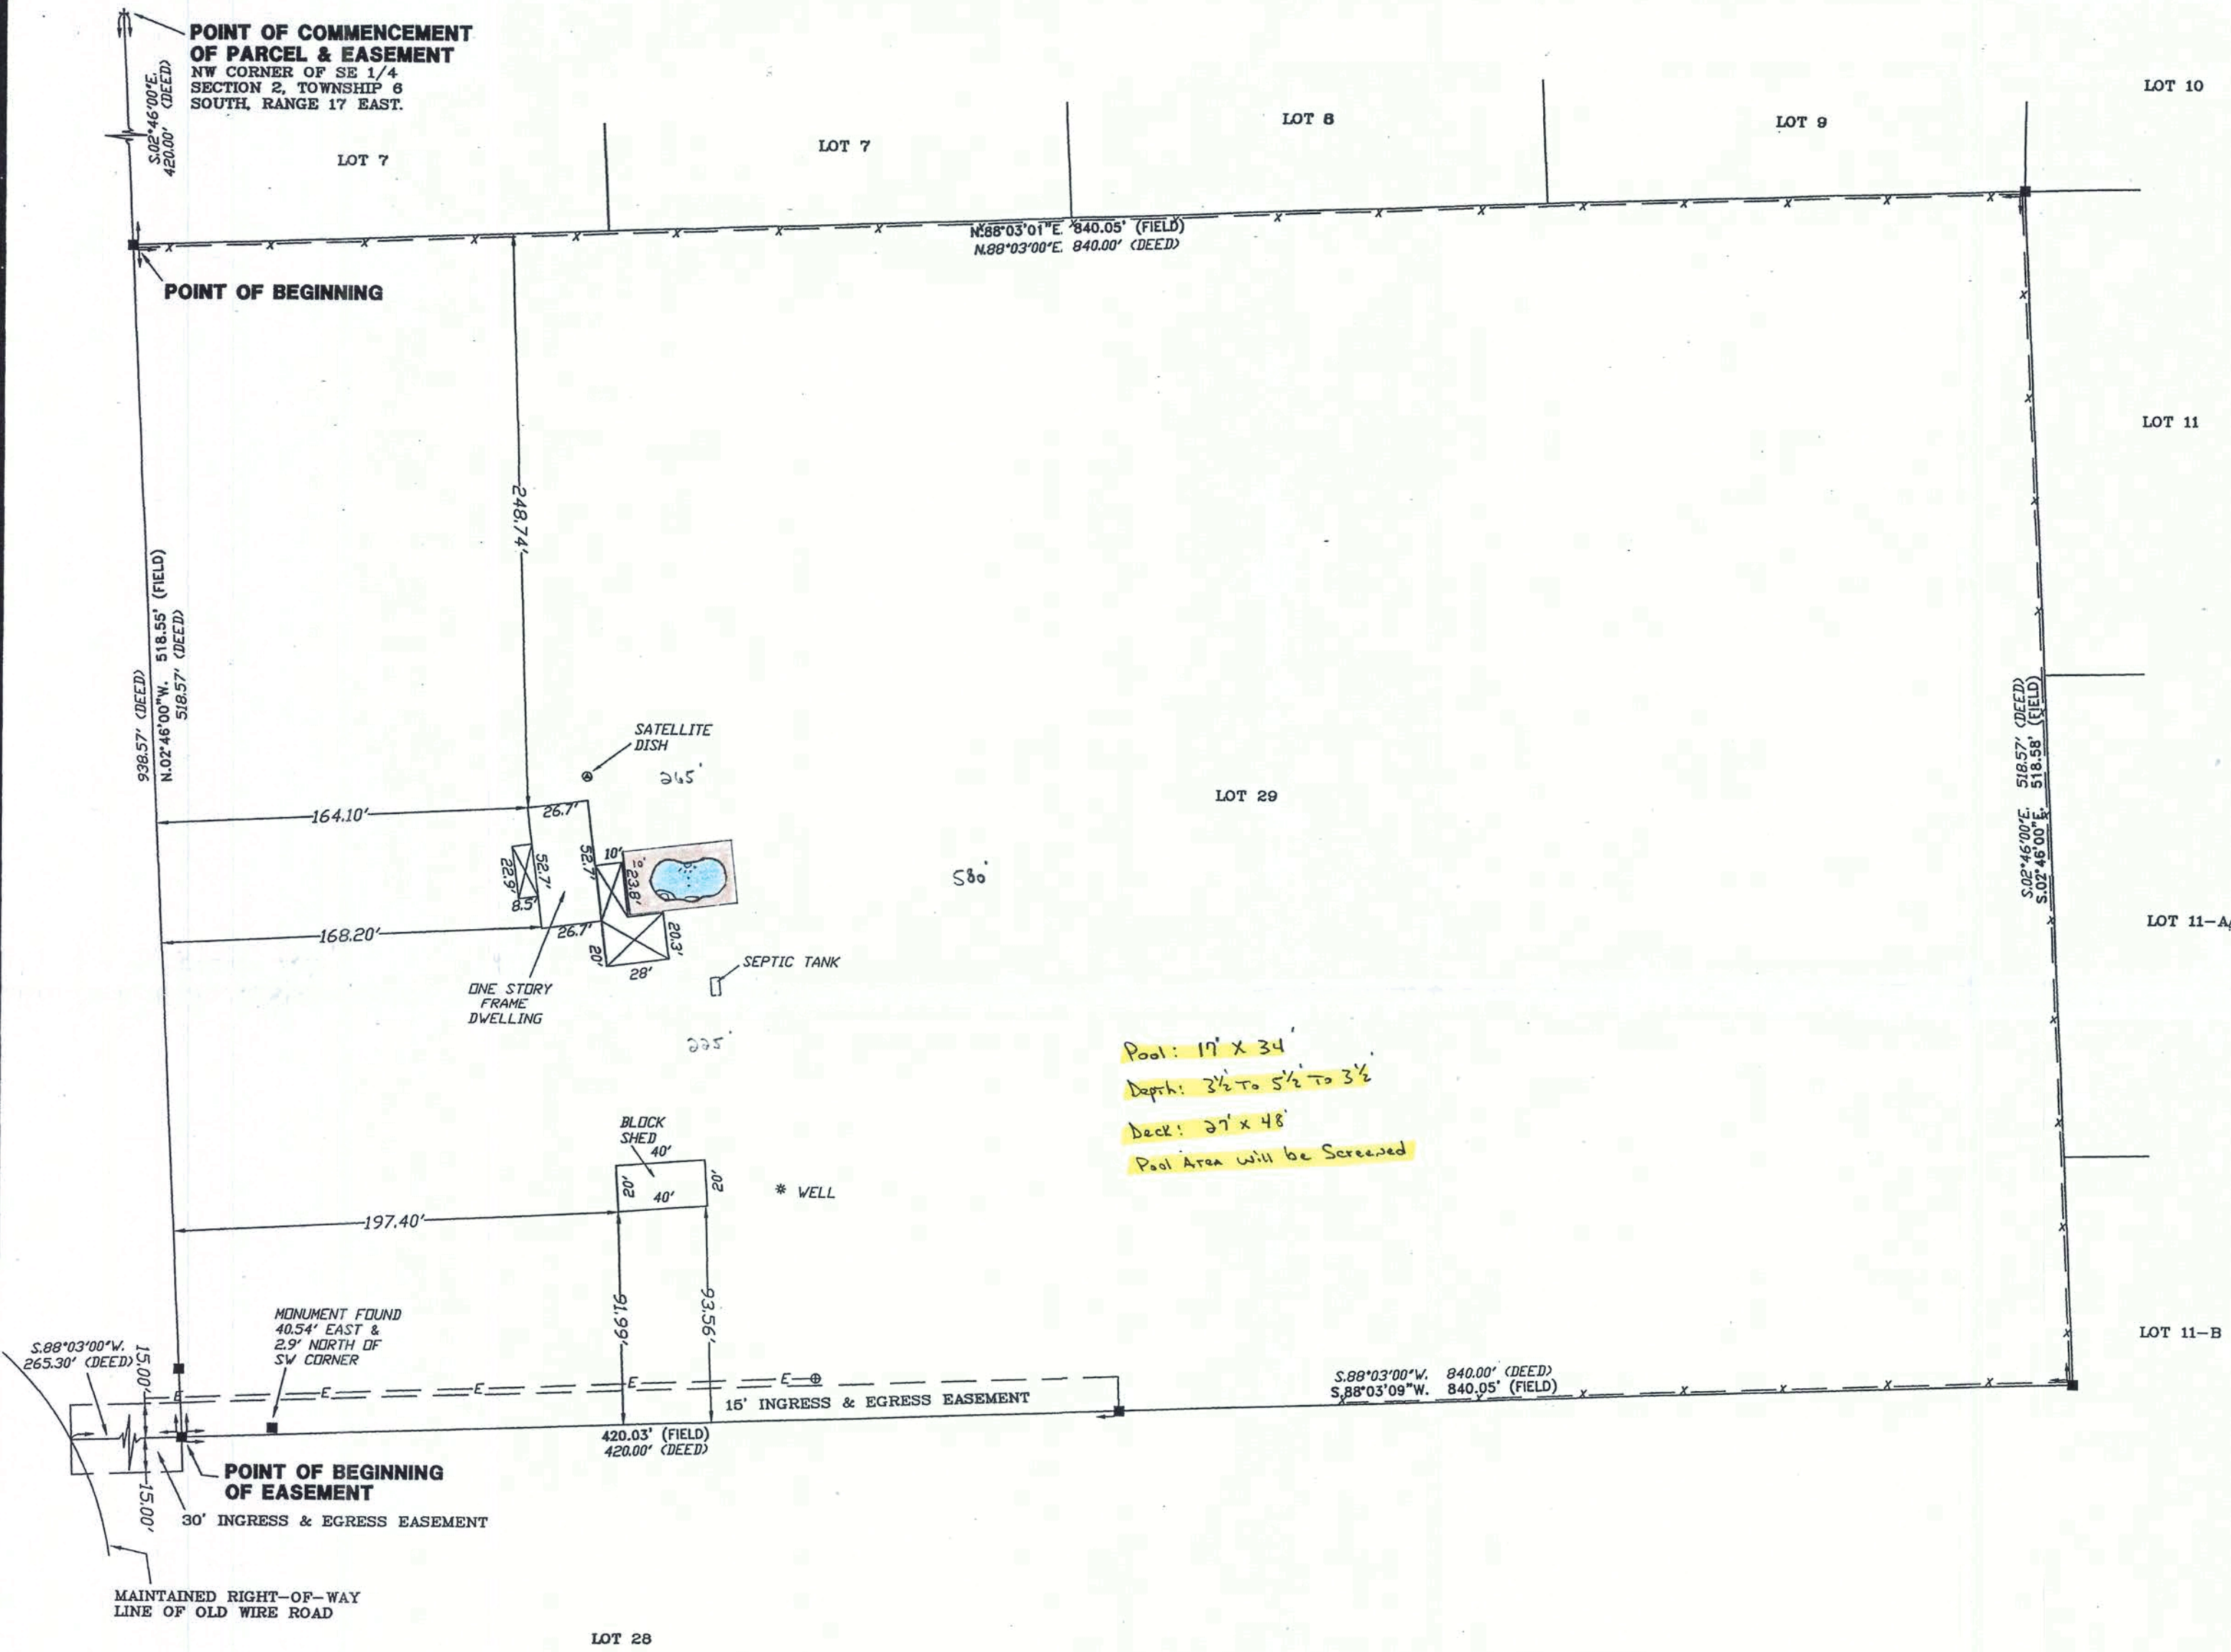 POINT OF COMMENCEMENT
OF PARCEL & EASEMENT
NW CORNER OF SE 1/4
SECTION 2, TOWNSHIP 6
SOUTH, RANGE 17 EAST.
S.02°46'00"E.
420.00' (DEED)
LOT 7
LOT 7
LOT 8
LOT 9
LOT 10
N.88°03'01"E. 840.05' (FIELD)
N.88°03'00"E. 840.00' (DEED)
POINT OF BEGINNING
LOT 11
248.74'
938.57' (DEED)
N.02°46'00"W. 518.55' (FIELD)
518.57' (DEED)
S.02°46'00"E. 518.57' (DEED)
S.02°46'00"E. 518.58' (FIELD)
SATELLITE
DISH
265'
LOT 29
164.10'
26.7'
52.7'
52.7'
22.9'
8.5'
10'
23.8'
580'
168.20'
26.7'
20'
28'
20.3'
LOT 11-A
SEPTIC TANK
ONE STORY
FRAME
DWELLING
225'
Pool: 17' x 34'
Depth: 3½ To 5½' To 3½'
Deck: 27' x 48'
Pool Area will be Screened
BLOCK
SHED
40'
20'
20'
40'
WELL
197.40'
91.99'
93.56'
MONUMENT FOUND
40.54' EAST &
2.9' NORTH OF
SW CORNER
S.88°03'00"W.
265.30' (DEED)
15.00'
15.00'
E E E E E
15' INGRESS & EGRESS EASEMENT
S.88°03'00"W. 840.00' (DEED)
S.88°03'09"W. 840.05' (FIELD)
LOT 11-B
420.03' (FIELD)
420.00' (DEED)
POINT OF BEGINNING
OF EASEMENT
30' INGRESS & EGRESS EASEMENT
MAINTAINED RIGHT-OF-WAY
LINE OF OLD WIRE ROAD
LOT 28